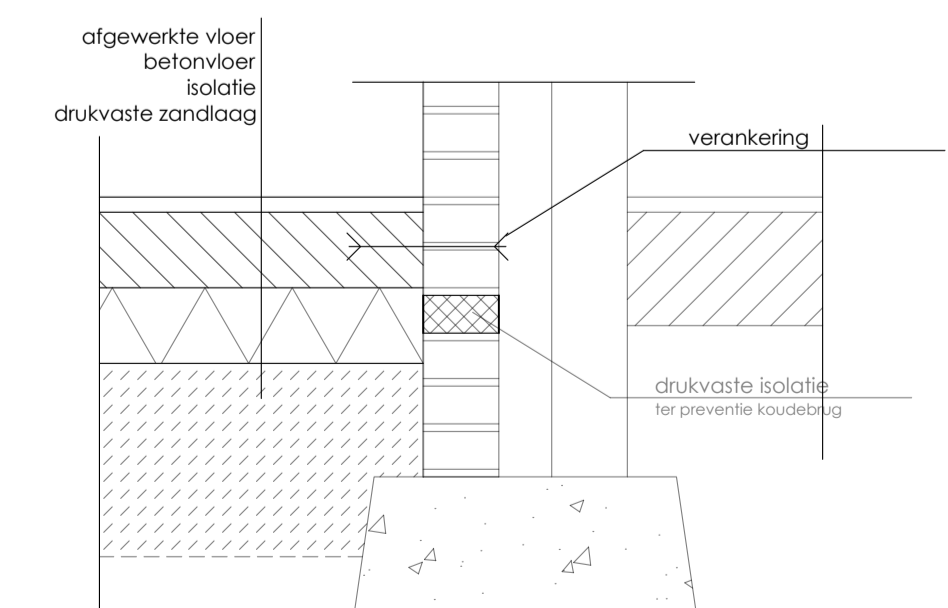 afgewerkte vloer
betonvloer
isolatie
drukvaste zandlaag
verankering
drukvaste isolatie
ter preventie koudebrug